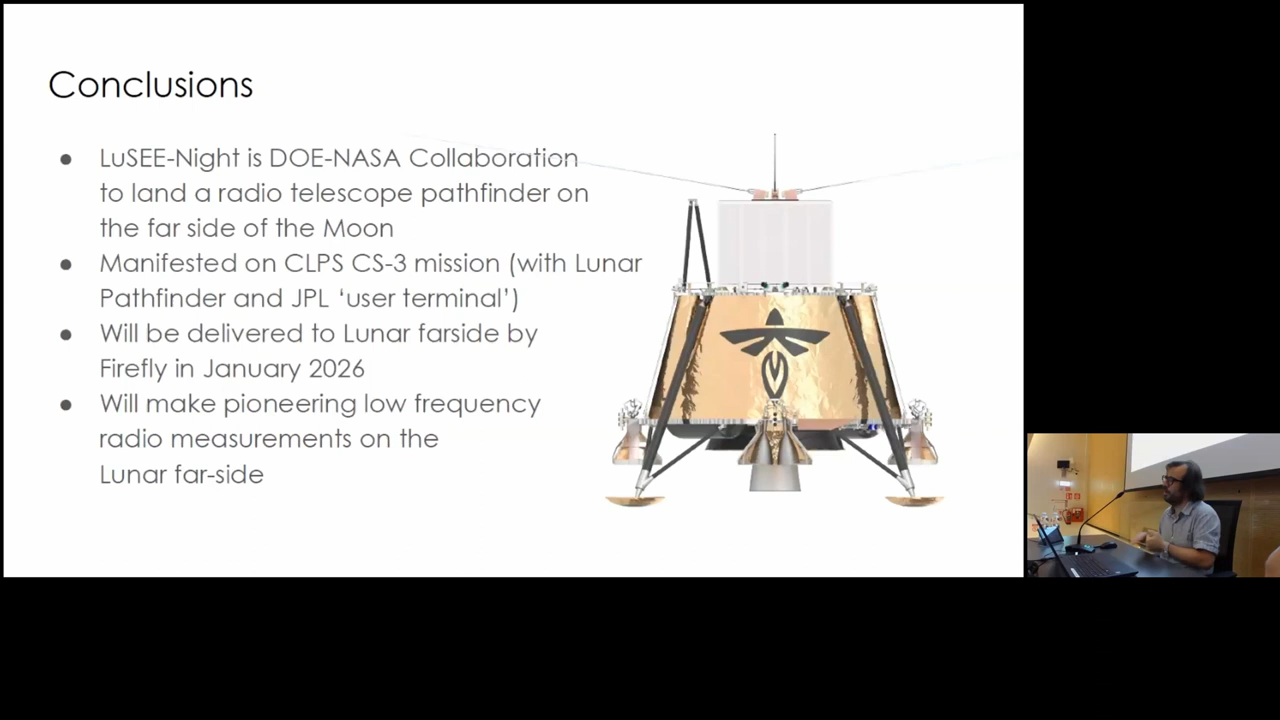 Conclusions
● LuSEE-Night is DOE-NASA Collaboration
to land a radio telescope pathfinder on
the far side of the Moon
● Manifested on CLPS CS-3 mission (with Lunar
Pathfinder and JPL ‘user terminal’)
● Will be delivered to Lunar farside by
Firefly in January 2026
● Will make pioneering low frequency
radio measurements on the
Lunar far-side